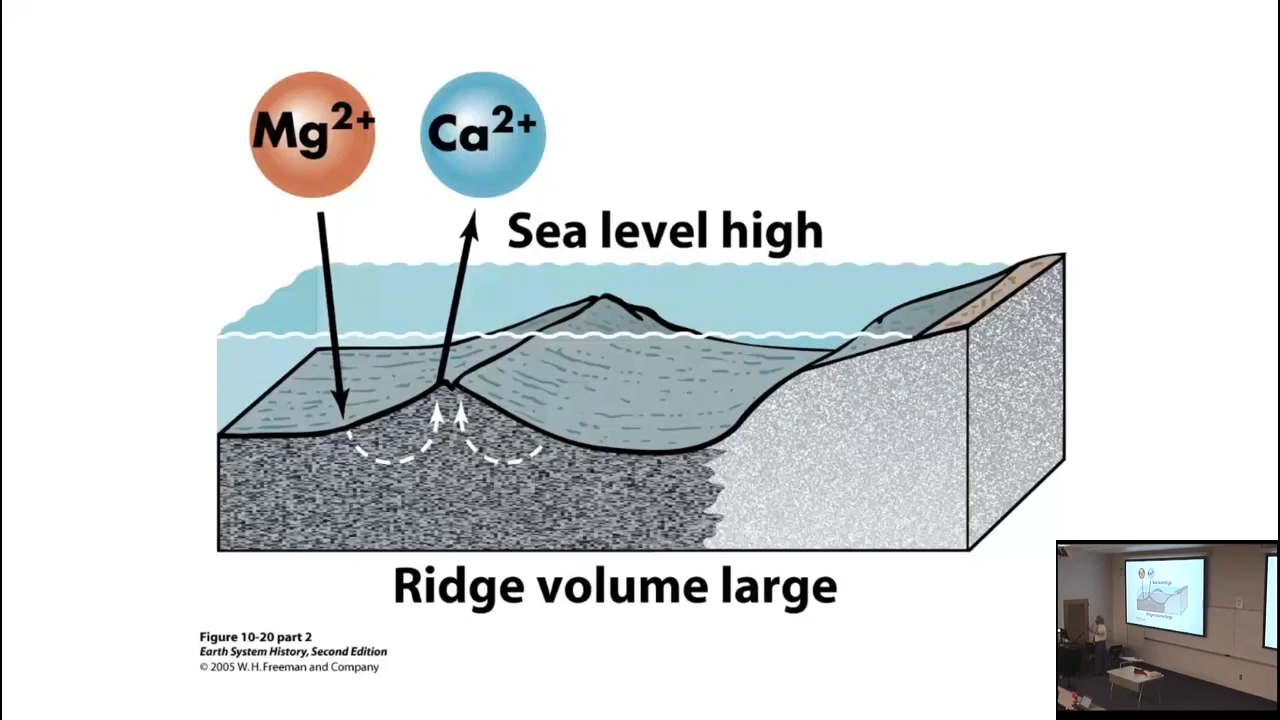 Mg2+
Ca2+
Sea level high
Ridge volume large
Figure 10-20 part 2
Earth System History, Second Edition
© 2005 W. H. Freeman and Company